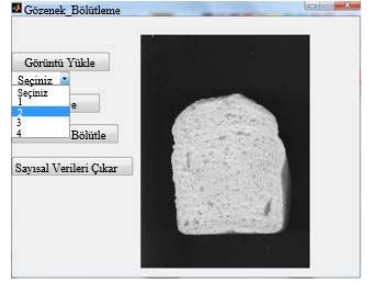 Gözenek_Bölütleme
Görüntü Yükle
Seçiniz
Seçiniz
1
e
2
3
Bölütle
4
Sayısal Verileri Çıkar